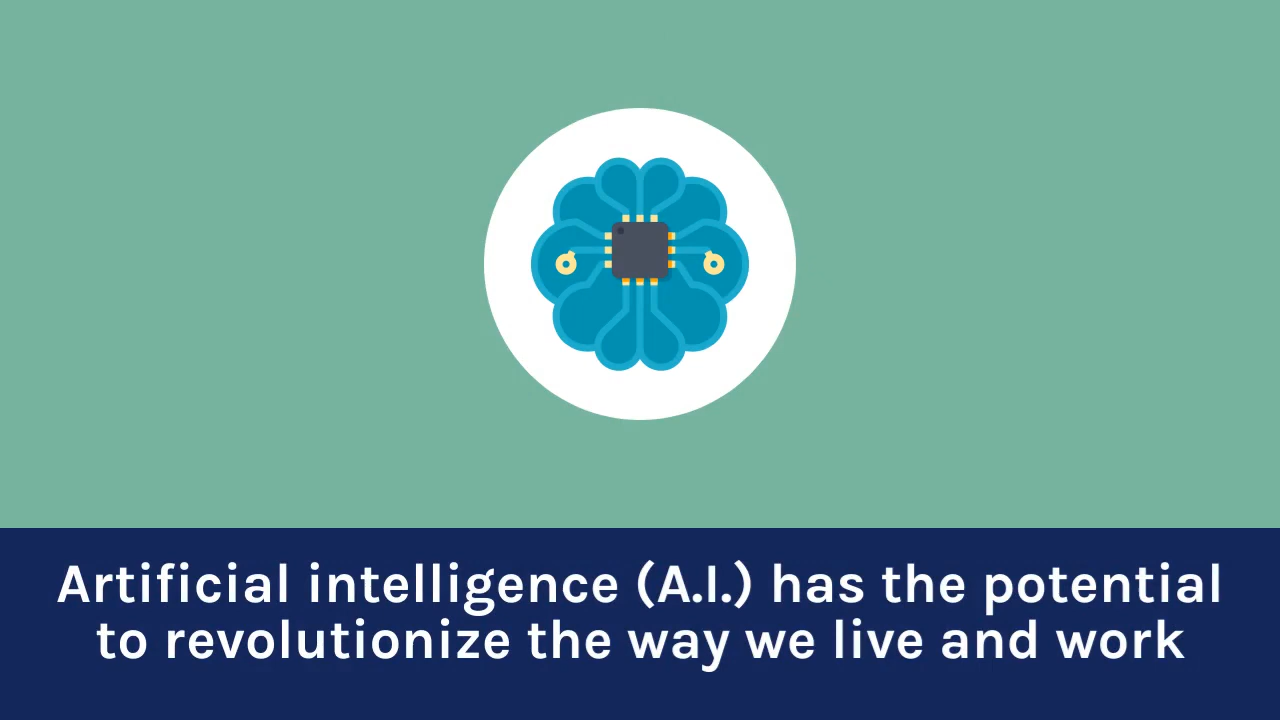 Artificial intelligence (A.I.) has the potential
to revolutionize the way we live and work